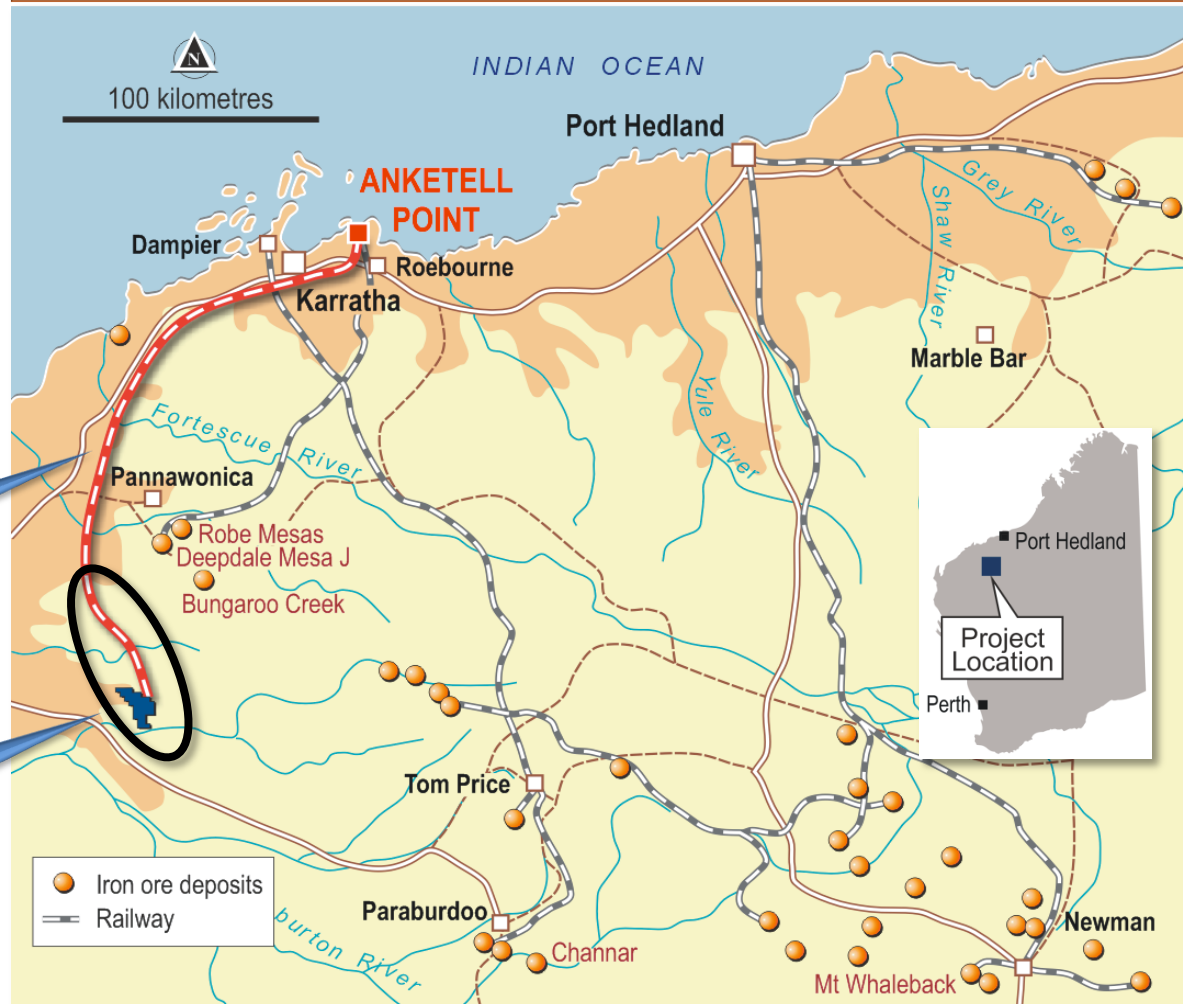 N
100 kilometres
INDIAN OCEAN
Port Hedland
ANKETELL
POINT
Dampier
Roebourne
Karratha
Grey River
Shaw River
Marble Bar
Yule River
Fortescue River
Pannawonica
Robe Mesas
Deepdale Mesa J
Bungaroo Creek
Port Hedland
Project
Location
Perth
Tom Price
Iron ore deposits
Railway
Paraburdoo
burton River
Channar
Newman
Mt Whaleback